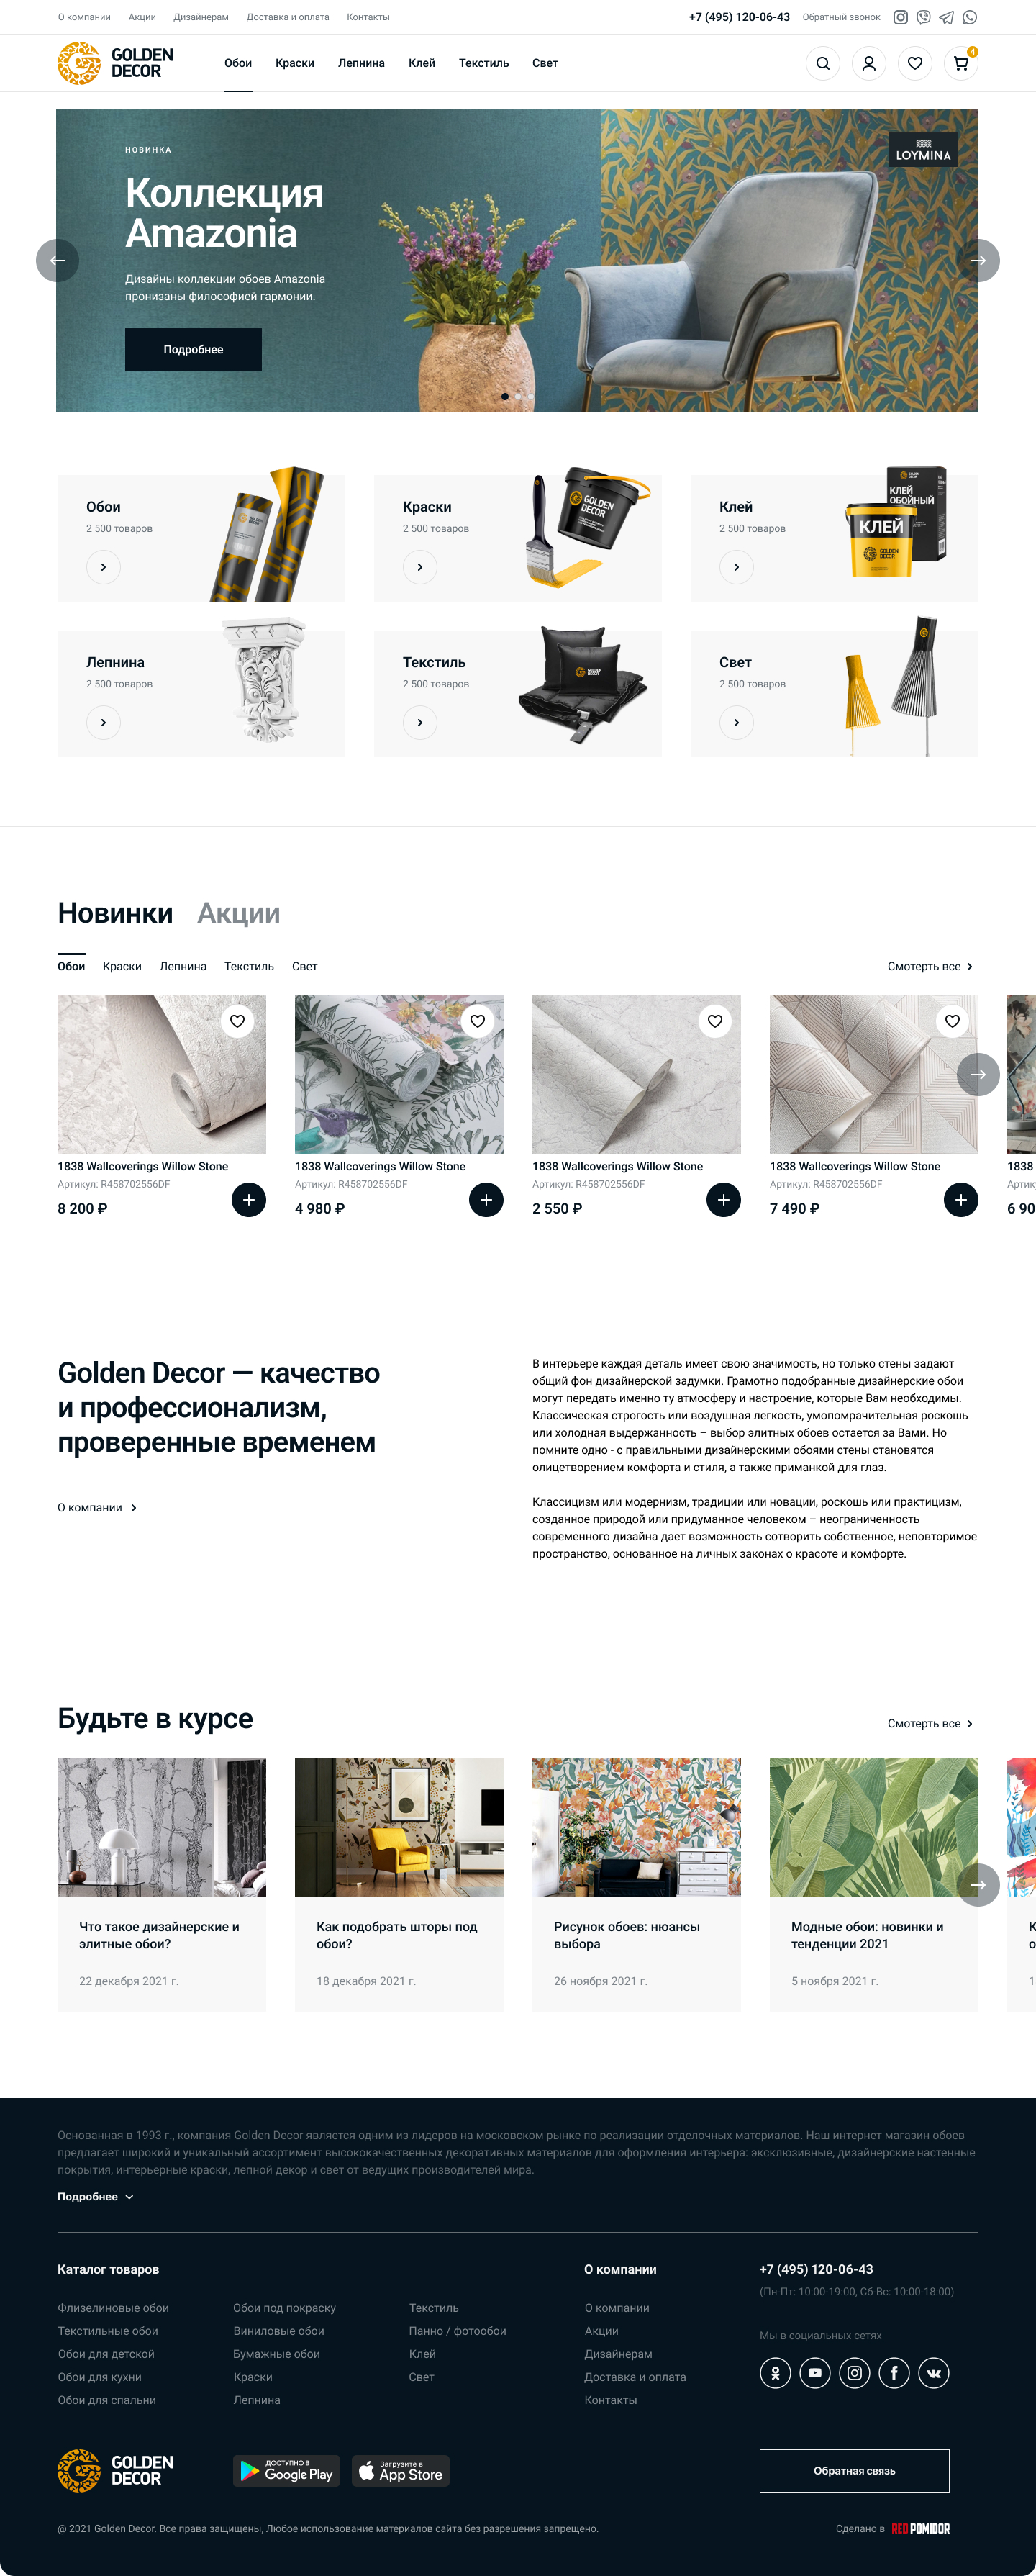 О компании Акции Дизайнерам Доставка и оплата Контакты +7 (495) 120-06-43 Обратный звонок
GOLDEN
DECOR
Обои Краски Лепнина Клей Текстиль Свет
4
НОВИНКА
LOYMINA
Коллекция
Amazonia
Дизайны коллекции обоев Amazonia
пронизаны философией гармонии.
Подробнее
Обои
2 500 товаров
Краски
2 500 товаров
GOLDEN
DECOR
Клей
2 500 товаров
КЛЕЙ
ОБОЙНЫЙ
КЛЕЙ
GOLDEN
DECOR
Лепнина
2 500 товаров
Текстиль
2 500 товаров
GOLDEN
DECOR
Свет
2 500 товаров
Новинки Акции
Обои Краски Лепнина Текстиль Свет
Смотреть все
1838 Wallcoverings Willow Stone
Артикул: R458702556DF
8 200 ₽
1838 Wallcoverings Willow Stone
Артикул: R458702556DF
4 980 ₽
1838 Wallcoverings Willow Stone
Артикул: R458702556DF
2 550 ₽
1838 Wallcoverings Willow Stone
Артикул: R458702556DF
7 490 ₽
1838
Артик
6 90
Golden Decor — качество
и профессионализм,
проверенные временем
О компании
В интерьере каждая деталь имеет свою значимость, но только стены задают
общий фон дизайнерской задумки. Грамотно подобранные дизайнерские обои
могут передать именно ту атмосферу и настроение, которые Вам необходимы.
Классическая строгость или воздушная легкость, умопомрачительная роскошь
или холодная выдержанность – выбор элитных обоев остается за Вами. Но
помните одно - с правильными дизайнерскими обоями стены становятся
олицетворением комфорта и стиля, а также приманкой для глаз.
Классицизм или модернизм, традиции или новации, роскошь или практицизм,
созданное природой или придуманное человеком – неограниченность
современного дизайна дает возможность сотворить собственное, неповторимое
пространство, основанное на личных законах о красоте и комфорте.
Будьте в курсе
Смотреть все
Что такое дизайнерские и
элитные обои?
22 декабря 2021 г.
Как подобрать шторы под
обои?
18 декабря 2021 г.
Рисунок обоев: нюансы
выбора
26 ноября 2021 г.
Модные обои: новинки и
тенденции 2021
5 ноября 2021 г.
К
о
1
Основанная в 1993 г., компания Golden Decor является одним из лидеров на московском рынке по реализации отделочных материалов. Наш интернет магазин обоев
предлагает широкий и уникальный ассортимент высококачественных декоративных материалов для оформления интерьера: эксклюзивные, дизайнерские настенные
покрытия, интерьерные краски, лепной декор и свет от ведущих производителей мира.
Подробнее
Каталог товаров
Флизелиновые обои
Текстильные обои
Обои для детской
Обои для кухни
Обои для спальни
Обои под покраску
Виниловые обои
Бумажные обои
Краски
Лепнина
Текстиль
Панно / фотообои
Клей
Свет
О компании
О компании
Акции
Дизайнерам
Доставка и оплата
Контакты
+7 (495) 120-06-43
(Пн-Пт: 10:00-19:00, Сб-Вс: 10:00-18:00)
Мы в социальных сетях
GOLDEN
DECOR
ДОСТУПНО В
Google Play
Загрузите в
App Store
Обратная связь
@ 2021 Golden Decor. Все права защищены, Любое использование материалов сайта без разрешения запрещено.
Сделано в RED POMIDOR